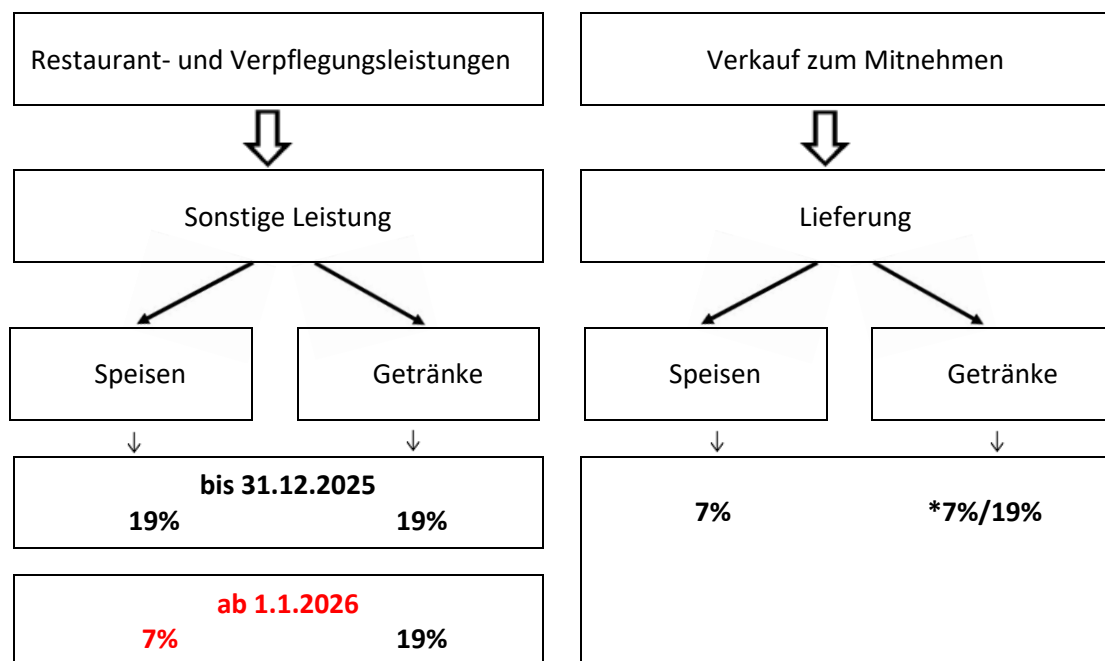 Restaurant- und Verpflegungsleistungen
Verkauf zum Mitnehmen
Sonstige Leistung
Lieferung
Speisen
Getränke
Speisen
Getränke
bis 31.12.2025
19% 19%
7% *7%/19%
ab 1.1.2026
7% 19%